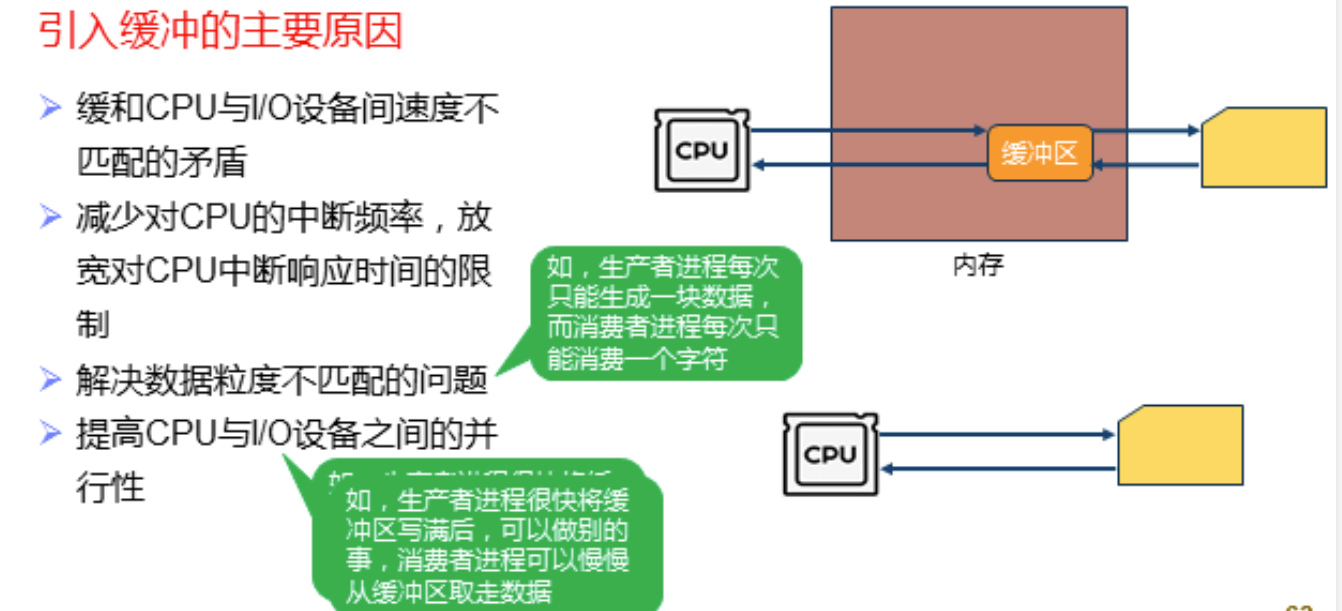 引入缓冲的主要原因
缓和CPU与I/O设备间速度不
匹配的矛盾
减少对CPU的中断频率，放
宽对CPU中断响应时间的限
制
解决数据粒度不匹配的问题
提高CPU与I/O设备之间的并
行性
如，生产者进程每次
只能生成一块数据，
而消费者进程每次只
能消费一个字符
如，生产者进程很快将缓
冲区写满后，可以做别的
事，消费者进程可以慢慢
从缓冲区取走数据
CPU
缓冲区
内存
CPU